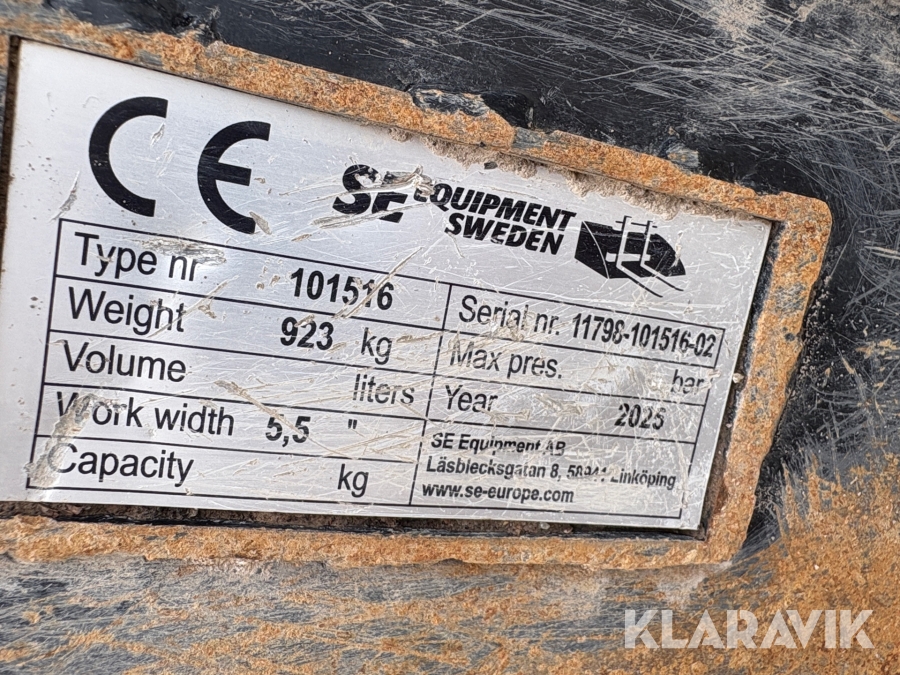 CE
SE EQUIPMENT
SWEDEN
Type nr 101516
Weight 923 kg
Volume liters
Work width 5,5 "
Capacity kg
Serial nr. 11798-101516-02
Max pres. bar
Year 2025
SE Equipment AB
Läsblecksgatan 8, Linköping
www.se-europe.com
KLARAVIK